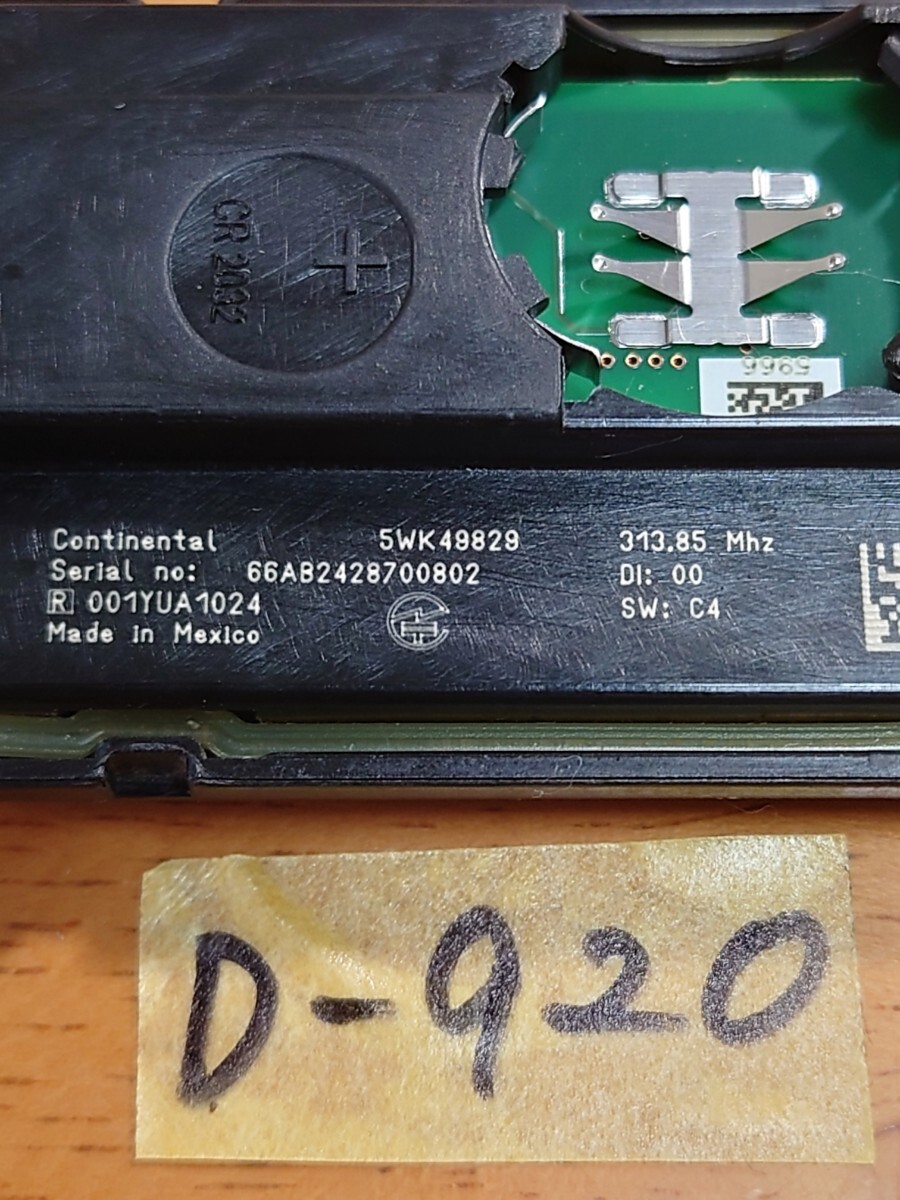 CR 2032
+
5966
Continental 5WK49829 313.85 Mhz
Serial no: 66AB2428700802 DI: 00
R 001YUA1024 SW: C4
Made in Mexico
D-920